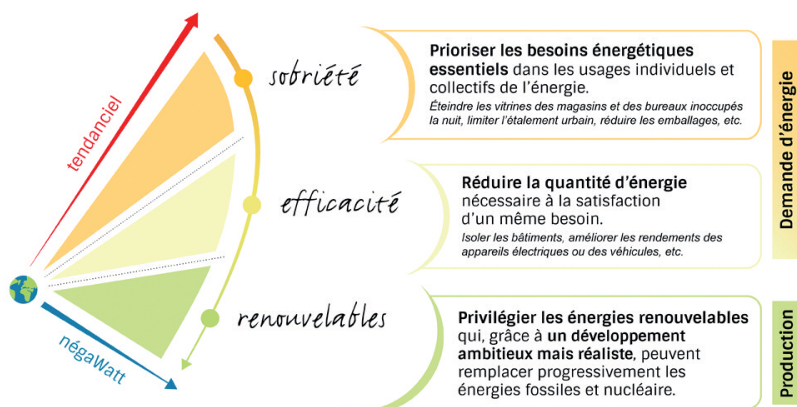 tendanciel
négaWatt
sobriété
Prioriser les besoins énergétiques
essentiels dans les usages individuels et
collectifs de l'énergie.
Éteindre les vitrines des magasins et des bureaux inoccupés
la nuit, limiter l'étalement urbain, réduire les emballages, etc.
efficacité
Réduire la quantité d'énergie
nécessaire à la satisfaction
d'un même besoin.
Isoler les bâtiments, améliorer les rendements des
appareils électriques ou des véhicules, etc.
Demande d'énergie
renouvelables
Privilégier les énergies renouvelables
qui, grâce à un développement
ambitieux mais réaliste, peuvent
remplacer progressivement les
énergies fossiles et nucléaire.
Production